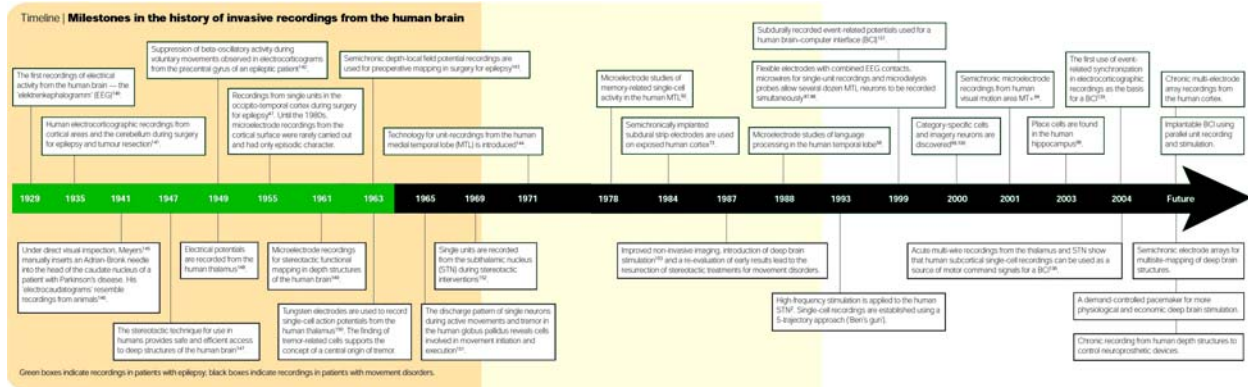 Timeline | Milestones in the history of invasive recordings from the human brain
The first recordings of electrical
activity from the human brain — the
'elektrenkephalogramm' (EEG)
Human electrocorticographic recordings from
cortical areas and the cerebellum during surgery
for epilepsy and tumour resection
Suppression of beta-oscillatory activity during
voluntary movements observed in electrocorticograms
from the precentral gyrus of an epileptic patient
Recordings from single units in the
occipito-temporal cortex during surgery
for epilepsy. Until the 1980s,
microelectrode recordings from the
cortical surface were rarely carried out
and had only episodic character.
Semichronic depth-local field potential recordings
are used for preoperative mapping in surgery for epilepsy
Technology for unit-recordings from the human
medial temporal lobe (MTL) is introduced
Microelectrode studies of
memory-related single-cell
activity in the human MTL
Semichronically implanted
subdural strip electrodes are used
on exposed human cortex
Subdurally recorded event-related potentials used for a
human brain–computer interface (BCI)
Flexible electrodes with combined EEG contacts,
microwires for single-unit recordings and microdialysis
probes allow several dozen MTL neurons to be recorded
simultaneously
Microelectrode studies of language
processing in the human temporal lobe
Category-specific cells
and imagery neurons are
discovered
Semichronic microelectrode
recordings from human
visual motion area MT+
Place cells are found
in the human
hippocampus
The first use of event-
related synchronization
in electrocorticographic
recordings as the basis
for a BCI
Chronic multi-electrode
array recordings from
the human cortex.
Implantable BCI using
parallel unit recording
and stimulation.
1929 1935 1941 1947 1949 1955 1961 1963 1965 1969 1971 1978 1984 1987 1988 1993 1999 2000 2001 2003 2004 Future
Under direct visual inspection, Meyers
manually inserts an Adrian-Bronk needle
into the head of the caudate nucleus of a
patient with Parkinson's disease. His
'electrocaudatograms' resemble
recordings from animals
The stereotactic technique for use in
humans provides safe and efficient access
to deep structures of the human brain
Electrical potentials
are recorded from the
human thalamus
Microelectrode recordings
for stereotactic functional
mapping in depth structures
of the human brain
Tungsten electrodes are used to record
single-cell action potentials from the
human thalamus. The finding of
tremor-related cells supports the
concept of a central origin of tremor
Single units are recorded
from the subthalamic nucleus
(STN) during stereotactic
interventions
The discharge pattern of single neurons
during active movements and tremor in
the human globus pallidus reveals cells
involved in movement initiation and
execution
Improved non-invasive imaging, introduction of deep brain
stimulation and a re-evaluation of early results lead to the
resurrection of stereotactic treatments for movement disorders.
High-frequency stimulation is applied to the human
STN. Single-cell recordings are established using a
5-trajectory approach ('Ben's gun').
Acute multi-wire recordings from the thalamus and STN show
that human subcortical single-cell recordings can be used as a
source of motor command signals for a BCI
Semichronic electrode arrays for
multisite-mapping of deep brain
structures.
A demand-controlled pacemaker for more
physiological and economic deep brain stimulation.
Chronic recording from human depth structures to
control neuroprosthetic devices.
Green boxes indicate recordings in patients with epilepsy; black boxes indicate recordings in patients with movement disorders.